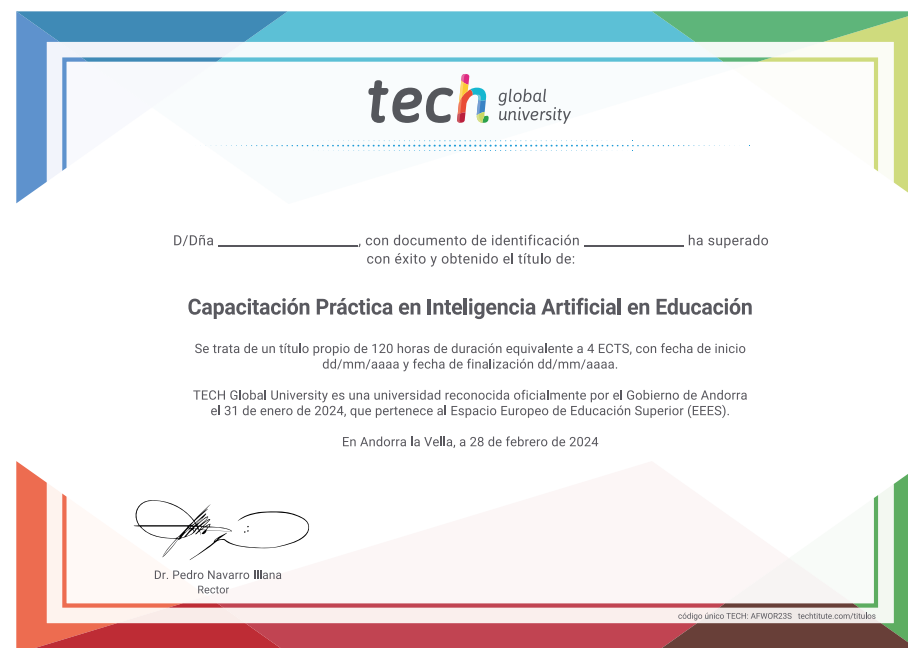 tech global university
D/Dña ____________, con documento de identificación ____________ ha superado
con éxito y obtenido el título de:
Capacitación Práctica en Inteligencia Artificial en Educación
Se trata de un título propio de 120 horas de duración equivalente a 4 ECTS, con fecha de inicio
dd/mm/aaaa y fecha de finalización dd/mm/aaaa.
TECH Global University es una universidad reconocida oficialmente por el Gobierno de Andorra
el 31 de enero de 2024, que pertenece al Espacio Europeo de Educación Superior (EEES).
En Andorra la Vella, a 28 de febrero de 2024
Dr. Pedro Navarro Illana
Rector
código único TECH: AFWOR23S techtitute.com/titulos